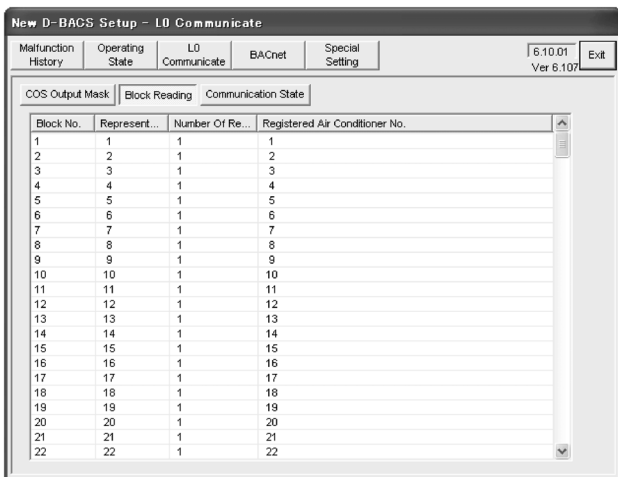 New D-BACS Setup - L0 Communicate
Malfunction History
Operating State
L0 Communicate
BACnet
Special Setting
6.10.01
Ver 6.107
Exit
COS Output Mask
Block Reading
Communication State
Block No. Represent... Number Of Re... Registered Air Conditioner No.
1 1 1 1
2 2 1 2
3 3 1 3
4 4 1 4
5 5 1 5
6 6 1 6
7 7 1 7
8 8 1 8
9 9 1 9
10 10 1 10
11 11 1 11
12 12 1 12
13 13 1 13
14 14 1 14
15 15 1 15
16 16 1 16
17 17 1 17
18 18 1 18
19 19 1 19
20 20 1 20
21 21 1 21
22 22 1 22